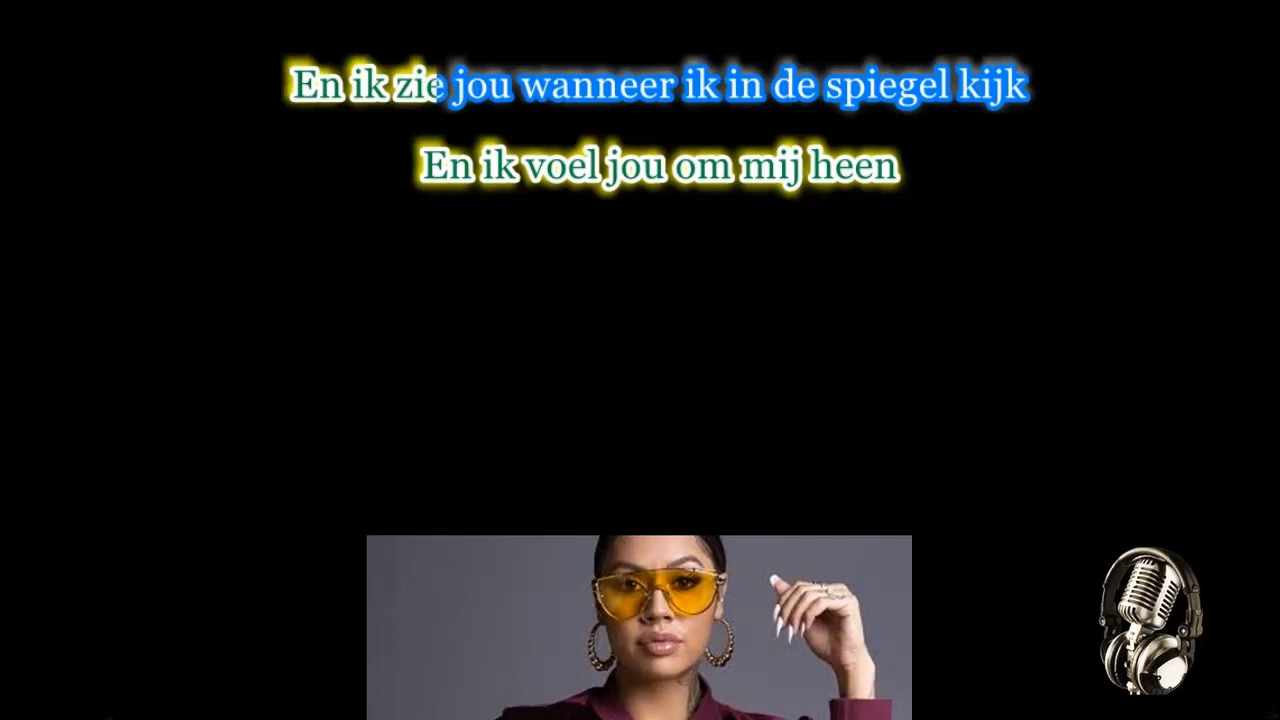 En ik zie jou wanneer ik in de spiegel kijk
En ik voel jou om mij heen